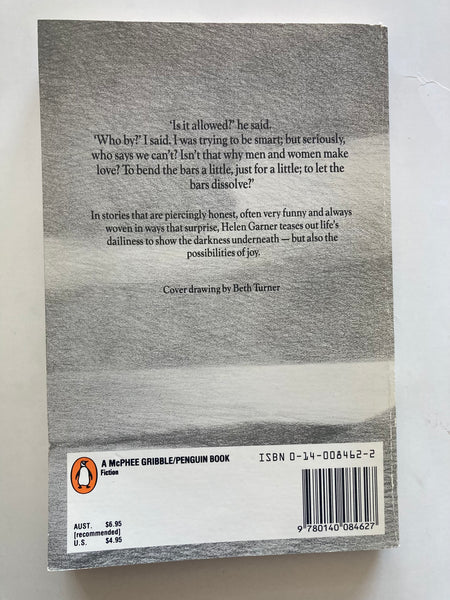 ‘Is it allowed?’ he said.
‘Who by?’ I said. I was trying to be smart; but seriously,
who says we can’t? Isn’t that why men and women make
love? To bend the bars a little, just for a little; to let the
bars dissolve?’
In stories that are piercingly honest, often very funny and always
woven in ways that surprise, Helen Garner teases out life’s
dailiness to show the darkness underneath — but also the
possibilities of joy.
Cover drawing by Beth Turner
A McPHEE GRIBBLE/PENGUIN BOOK
Fiction
ISBN 0-14-008462-2
AUST. $6.95
[recommended]
U.S. $4.95
9 780140 084627